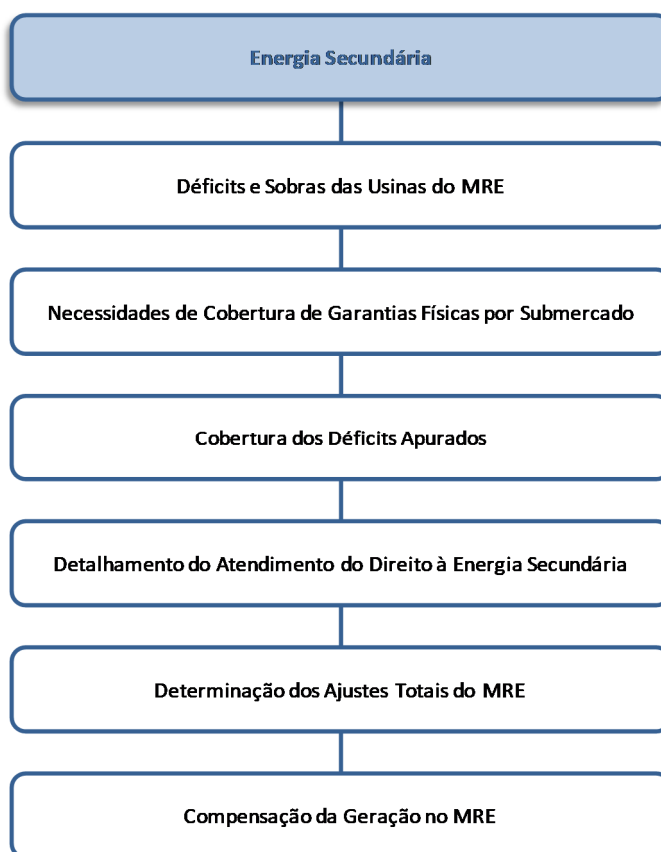 Energia Secundária
Déficits e Sobras das Usinas do MRE
Necessidades de Cobertura de Garantias Físicas por Submercado
Cobertura dos Déficits Apurados
Detalhamento do Atendimento do Direito à Energia Secundária
Determinação dos Ajustes Totais do MRE
Compensação da Geração no MRE